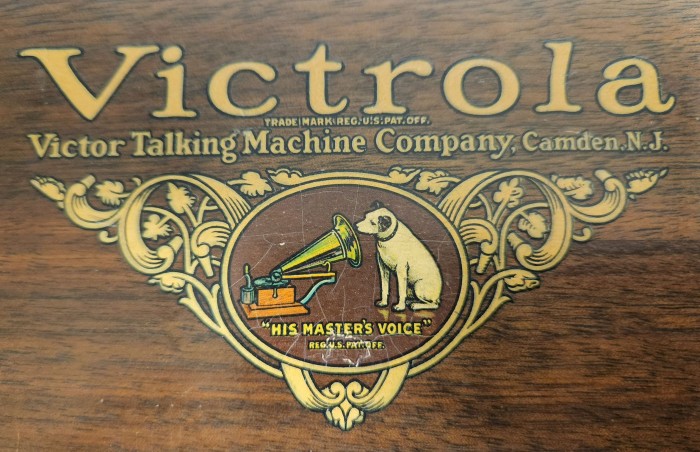 Victrola
TRADE MARK REG. U.S. PAT. OFF.
Victor Talking Machine Company, Camden. N. J.
"HIS MASTER'S VOICE"
REG. U.S. PAT. OFF.